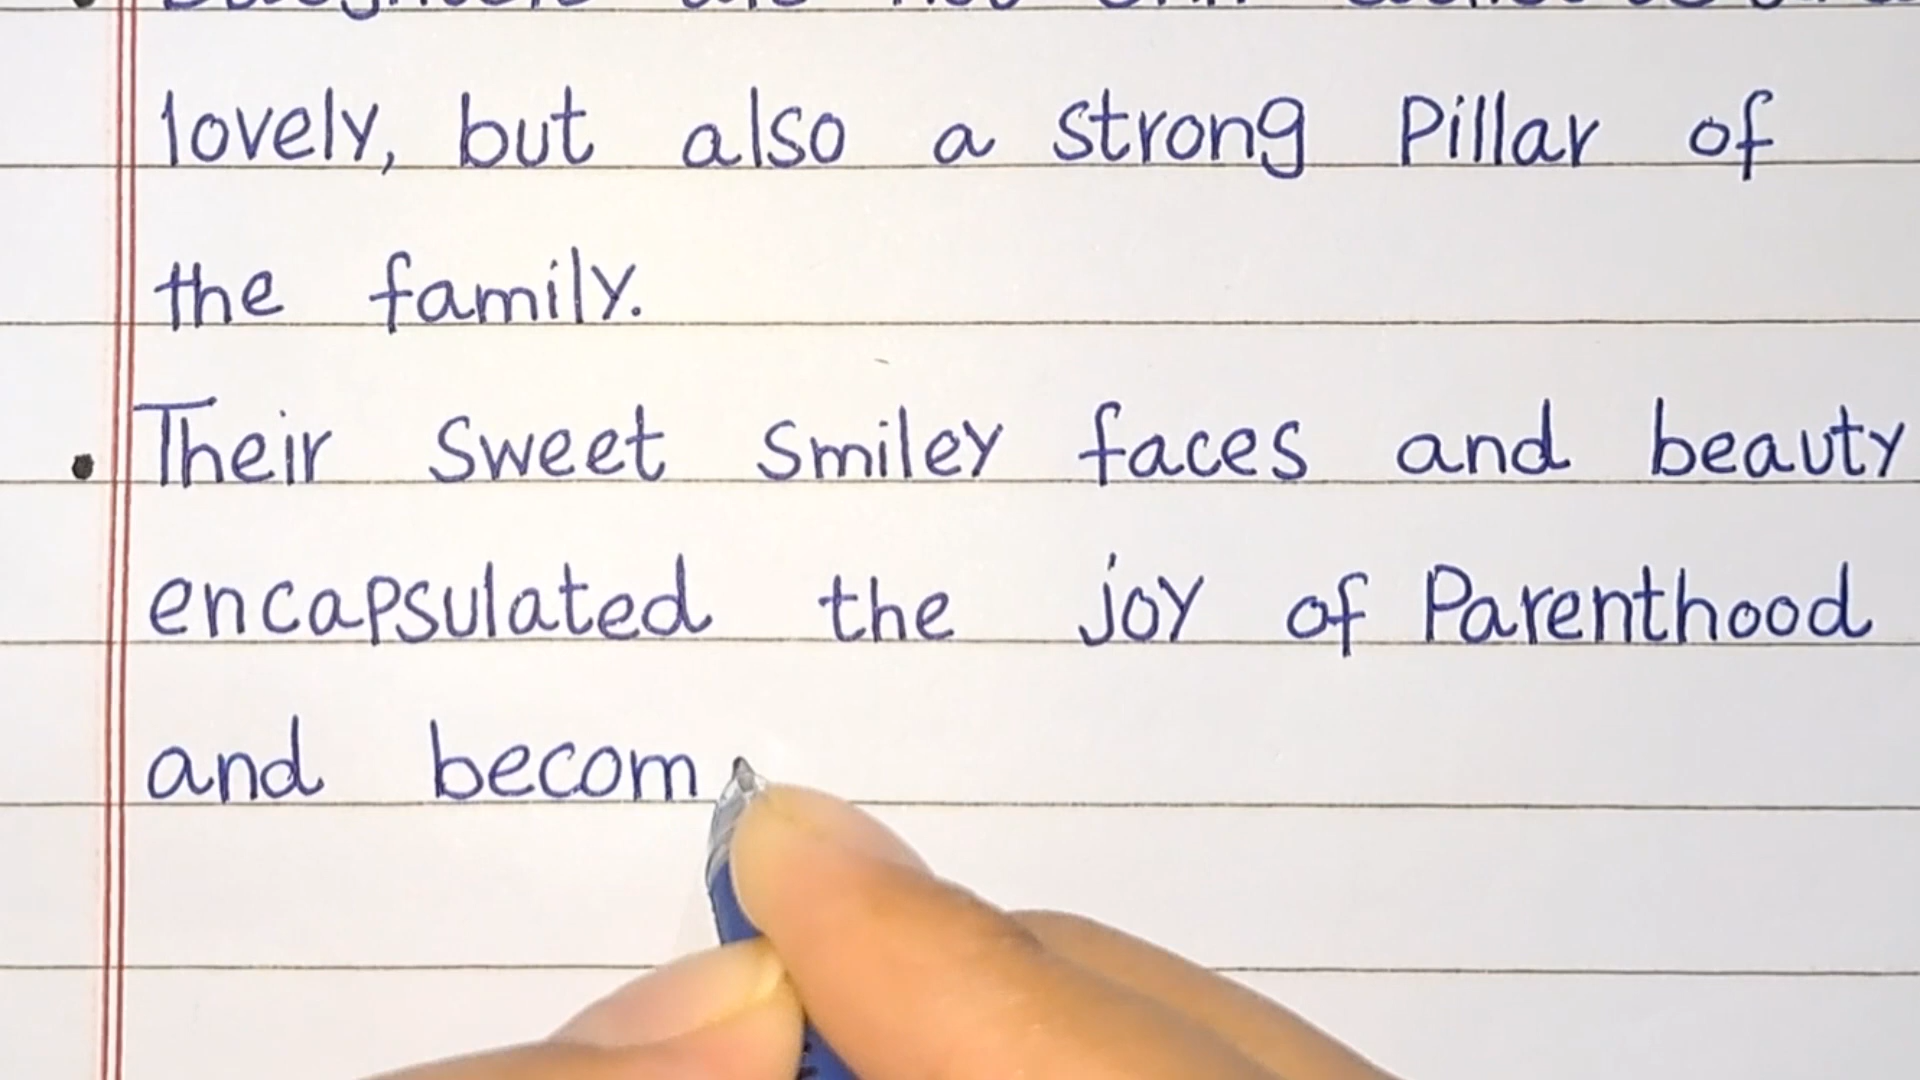 lovely, but also a strong Pillar of
the family.
• Their sweet smiley faces and beauty
encapsulated the joy of Parenthood
and becom